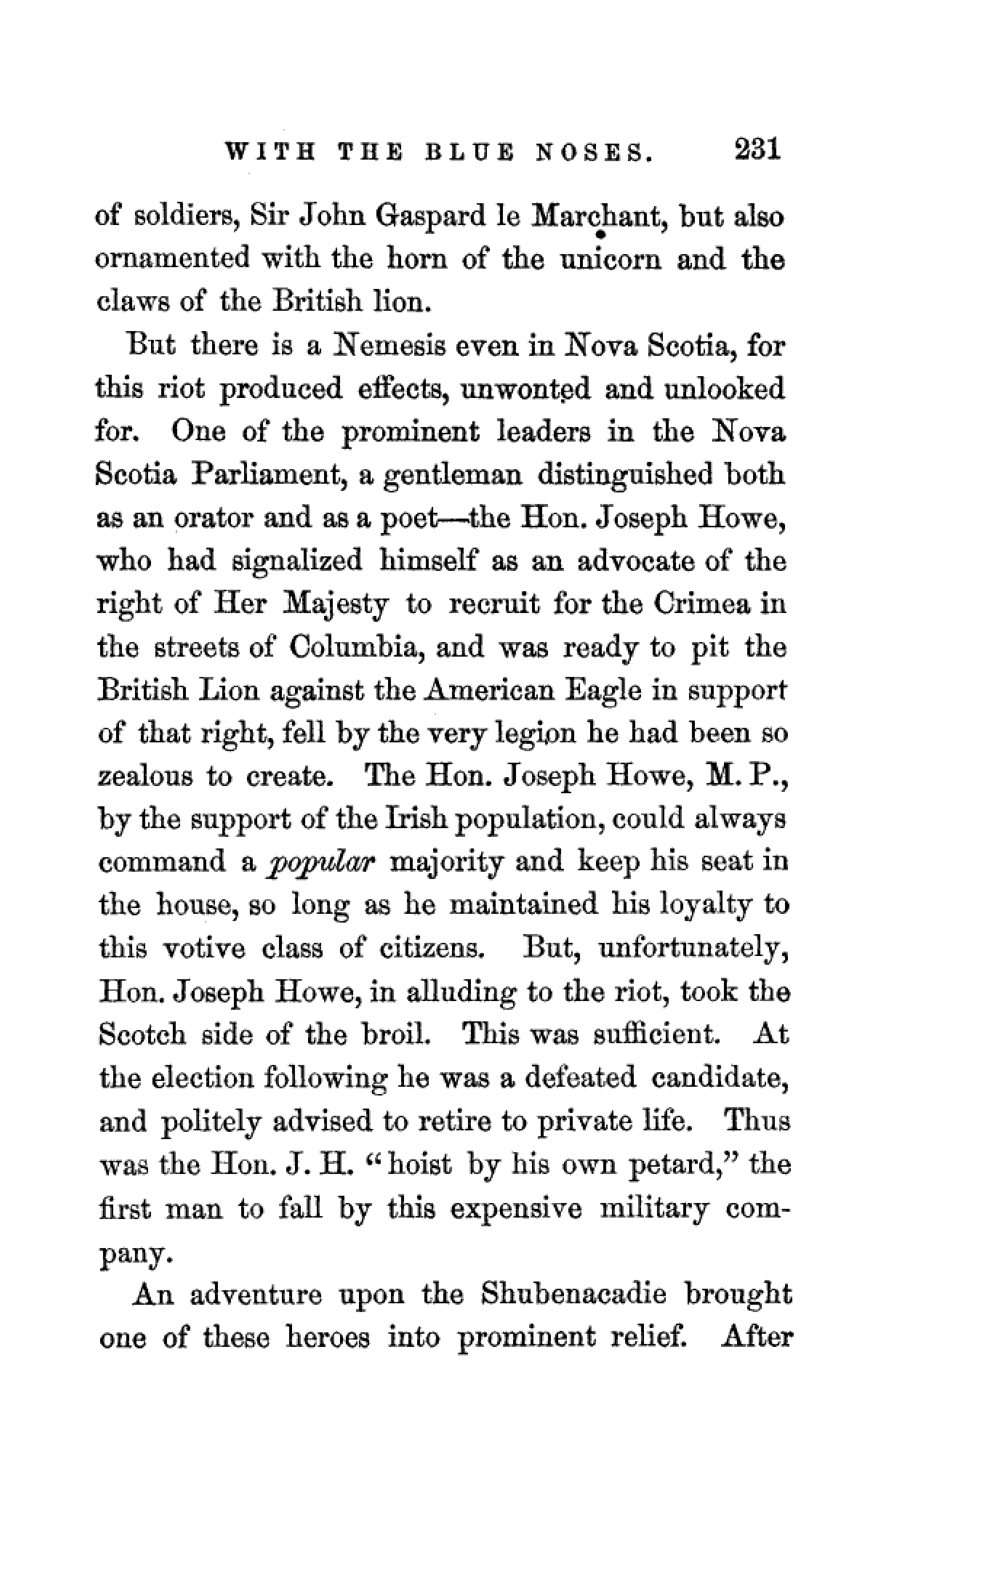 WITH THE BLUE NOSES. 231
of soldiers, Sir John Gaspard le Marchant, but also
ornamented with the horn of the unicorn and the
claws of the British lion.
But there is a Nemesis even in Nova Scotia, for
this riot produced effects, unwonted and unlooked
for. One of the prominent leaders in the Nova
Scotia Parliament, a gentleman distinguished both
as an orator and as a poet—the Hon. Joseph Howe,
who had signalized himself as an advocate of the
right of Her Majesty to recruit for the Crimea in
the streets of Columbia, and was ready to pit the
British Lion against the American Eagle in support
of that right, fell by the very legion he had been so
zealous to create. The Hon. Joseph Howe, M. P.,
by the support of the Irish population, could always
command a popular majority and keep his seat in
the house, so long as he maintained his loyalty to
this votive class of citizens. But, unfortunately,
Hon. Joseph Howe, in alluding to the riot, took the
Scotch side of the broil. This was sufficient. At
the election following he was a defeated candidate,
and politely advised to retire to private life. Thus
was the Hon. J. H. “hoist by his own petard,” the
first man to fall by this expensive military com-
pany.
An adventure upon the Shubenacadie brought
one of these heroes into prominent relief. After